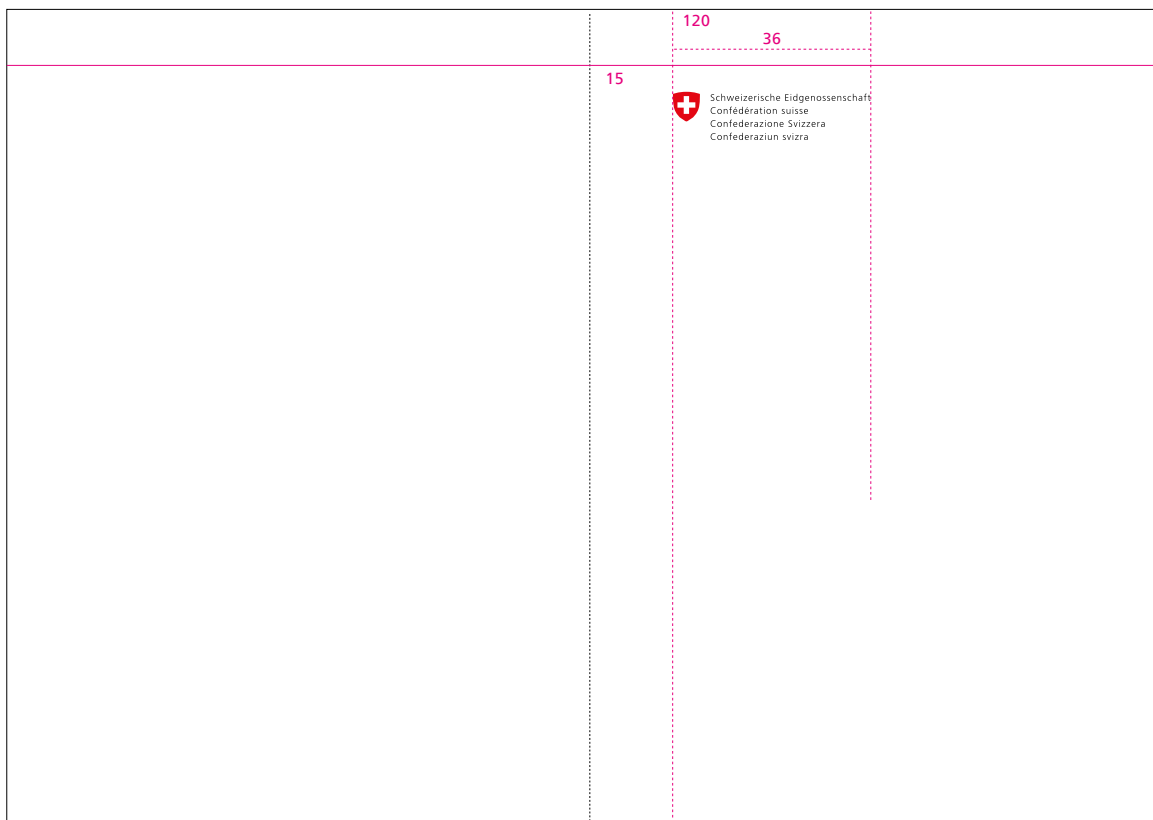 120
36
15
Schweizerische Eidgenossenschaft
Confédération suisse
Confederazione Svizzera
Confederaziun svizra